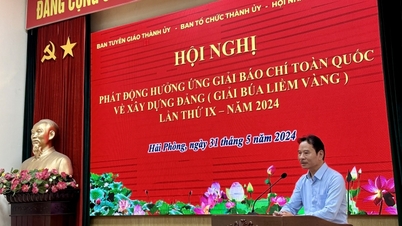 ĐẢNG CỘNG
BAN TUYÊN GIÁO THÀNH ỦY - BAN TỔ CHỨC THÀNH ỦY - HỘI NHÀ
HỘI NGHỊ
PHÁT ĐỘNG HƯỞNG ỨNG GIẢI BÁO CHÍ TOÀN QUỐC
VỀ XÂY DỰNG ĐẢNG ( GIẢI BÚA LIỀM VÀNG )
LẦN THỨ IX – NĂM 2024
Hải Phòng, ngày 31 tháng 5 năm 2024